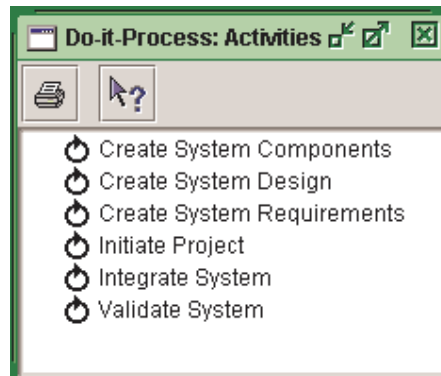 Do-it-Process: Activities
?
Create System Components
Create System Design
Create System Requirements
Initiate Project
Integrate System
Validate System